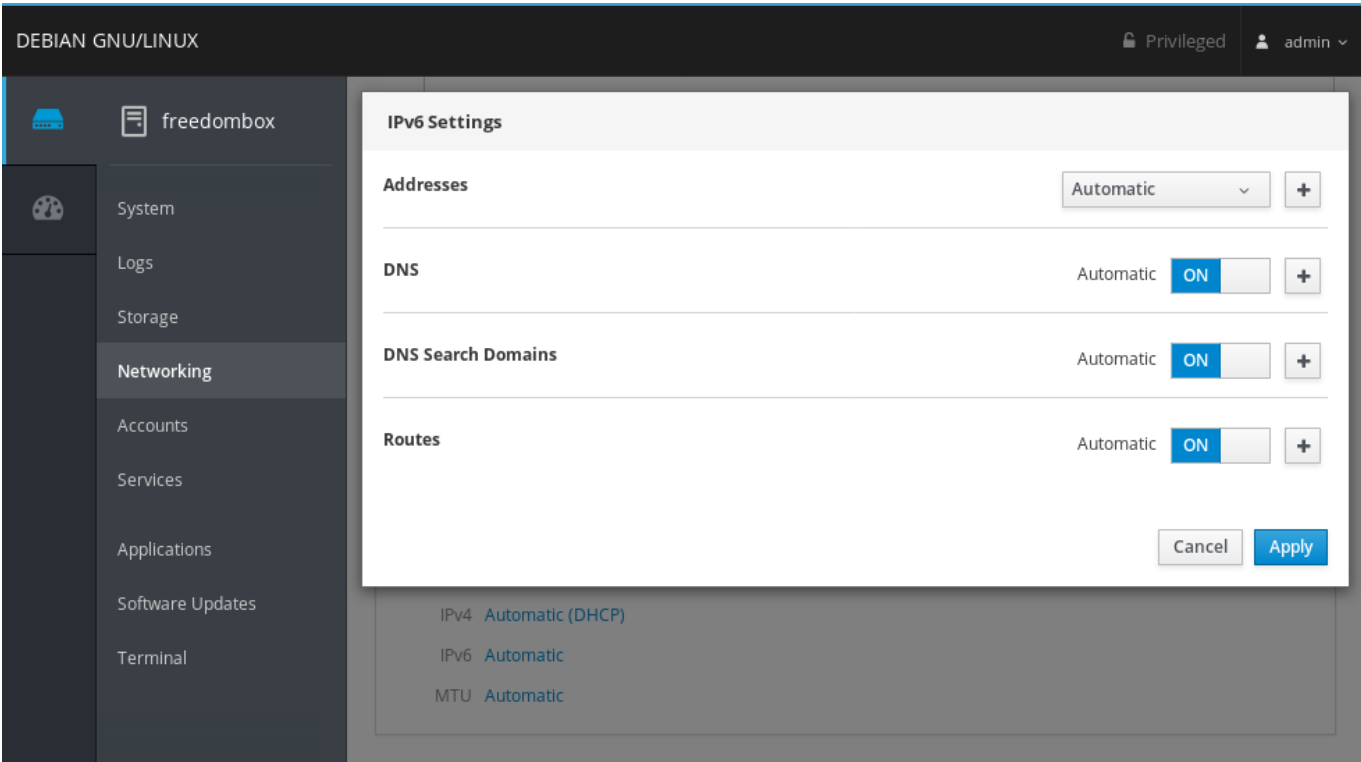 DEBIAN GNU/LINUX
Privileged
admin
freedombox
System
Logs
Storage
Networking
Accounts
Services
Applications
Software Updates
Terminal
IPv6 Settings
Addresses
Automatic
DNS
Automatic ON
DNS Search Domains
Automatic ON
Routes
Automatic ON
Cancel
Apply
IPv4 Automatic (DHCP)
IPv6 Automatic
MTU Automatic